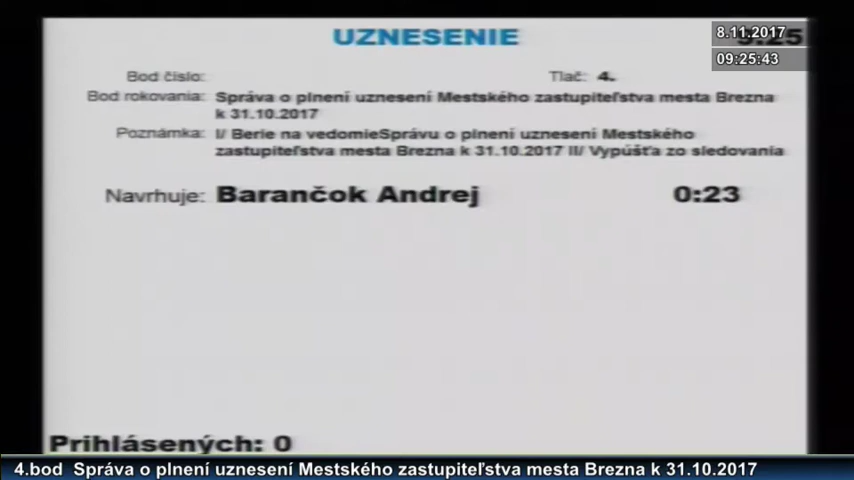 UZNESENIE
8.11.2017
9:25
09:25:43
Bod číslo: Tlač: 4.
Bod rokovania: Správa o plnení uznesení Mestského zastupiteľstva mesta Brezna
k 31.10.2017
Poznámka: I/ Berie na vedomieSprávu o plnení uznesení Mestského
zastupiteľstva mesta Brezna k 31.10.2017 II/ Vypúšťa zo sledovania
Navrhuje: Barančok Andrej 0:23
Prihlásených: 0
4.bod Správa o plnení uznesení Mestského zastupiteľstva mesta Brezna k 31.10.2017